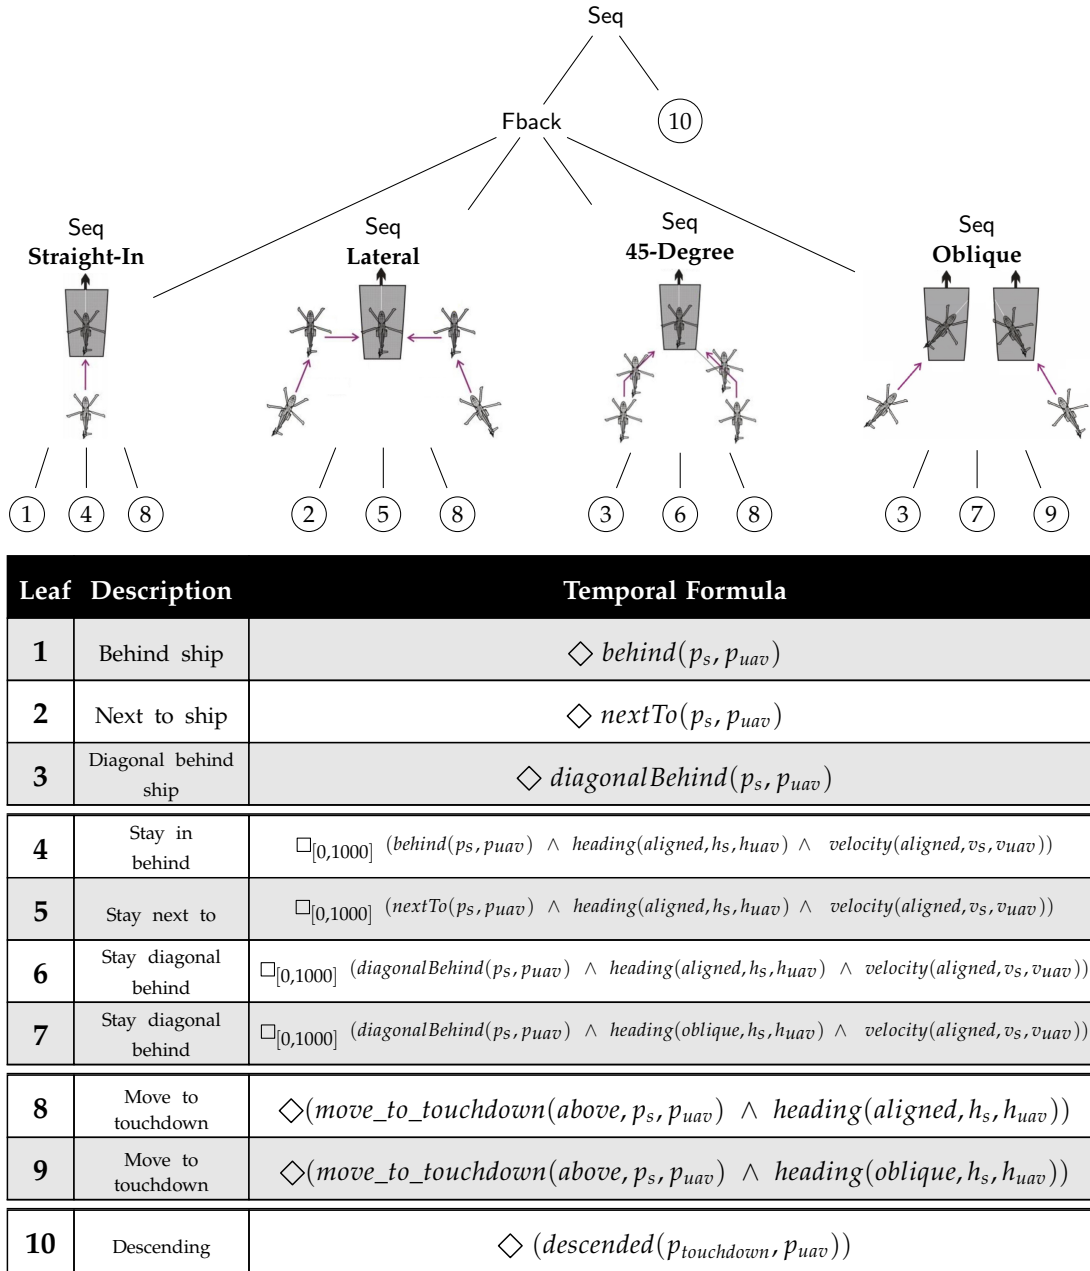 Seq
Fback 10
Seq Seq Seq Seq
Straight-In Lateral 45-Degree Oblique
1 4 8 2 5 8 3 6 8 3 7 9
Leaf Description Temporal Formula
1 Behind ship ◇ behind(p_s, p_uav)
2 Next to ship ◇ nextTo(p_s, p_uav)
3 Diagonal behind ship ◇ diagonalBehind(p_s, p_uav)
4 Stay in behind □[0,1000] (behind(p_s, p_uav) ∧ heading(aligned, h_s, h_uav) ∧ velocity(aligned, v_s, v_uav))
5 Stay next to □[0,1000] (nextTo(p_s, p_uav) ∧ heading(aligned, h_s, h_uav) ∧ velocity(aligned, v_s, v_uav))
6 Stay diagonal behind □[0,1000] (diagonalBehind(p_s, p_uav) ∧ heading(aligned, h_s, h_uav) ∧ velocity(aligned, v_s, v_uav))
7 Stay diagonal behind □[0,1000] (diagonalBehind(p_s, p_uav) ∧ heading(oblique, h_s, h_uav) ∧ velocity(aligned, v_s, v_uav))
8 Move to touchdown ◇(move_to_touchdown(above, p_s, p_uav) ∧ heading(aligned, h_s, h_uav))
9 Move to touchdown ◇(move_to_touchdown(above, p_s, p_uav) ∧ heading(oblique, h_s, h_uav))
10 Descending ◇ (descended(p_touchdown, p_uav))